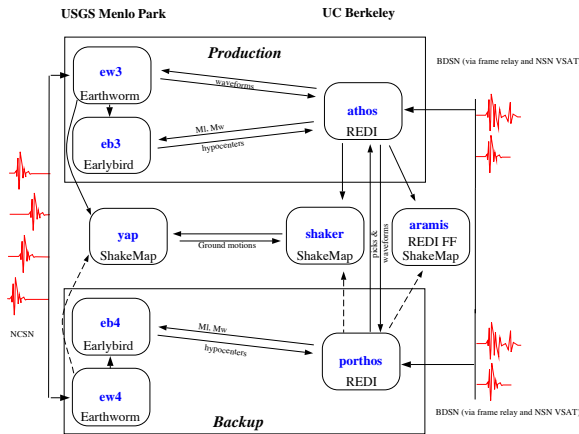 USGS Menlo Park
UC Berkeley
Production
BDSN (via frame relay and NSN VSAT)
ew3
Earthworm
waveforms
athos
REDI
eb3
Earlybird
Ml, Mw
hypocenters
yap
ShakeMap
Ground motions
shaker
ShakeMap
picks &
waveforms
aramis
REDI FF
ShakeMap
NCSN
eb4
Earlybird
Ml, Mw
hypocenters
porthos
REDI
ew4
Earthworm
Backup
BDSN (via frame relay and NSN VSAT)